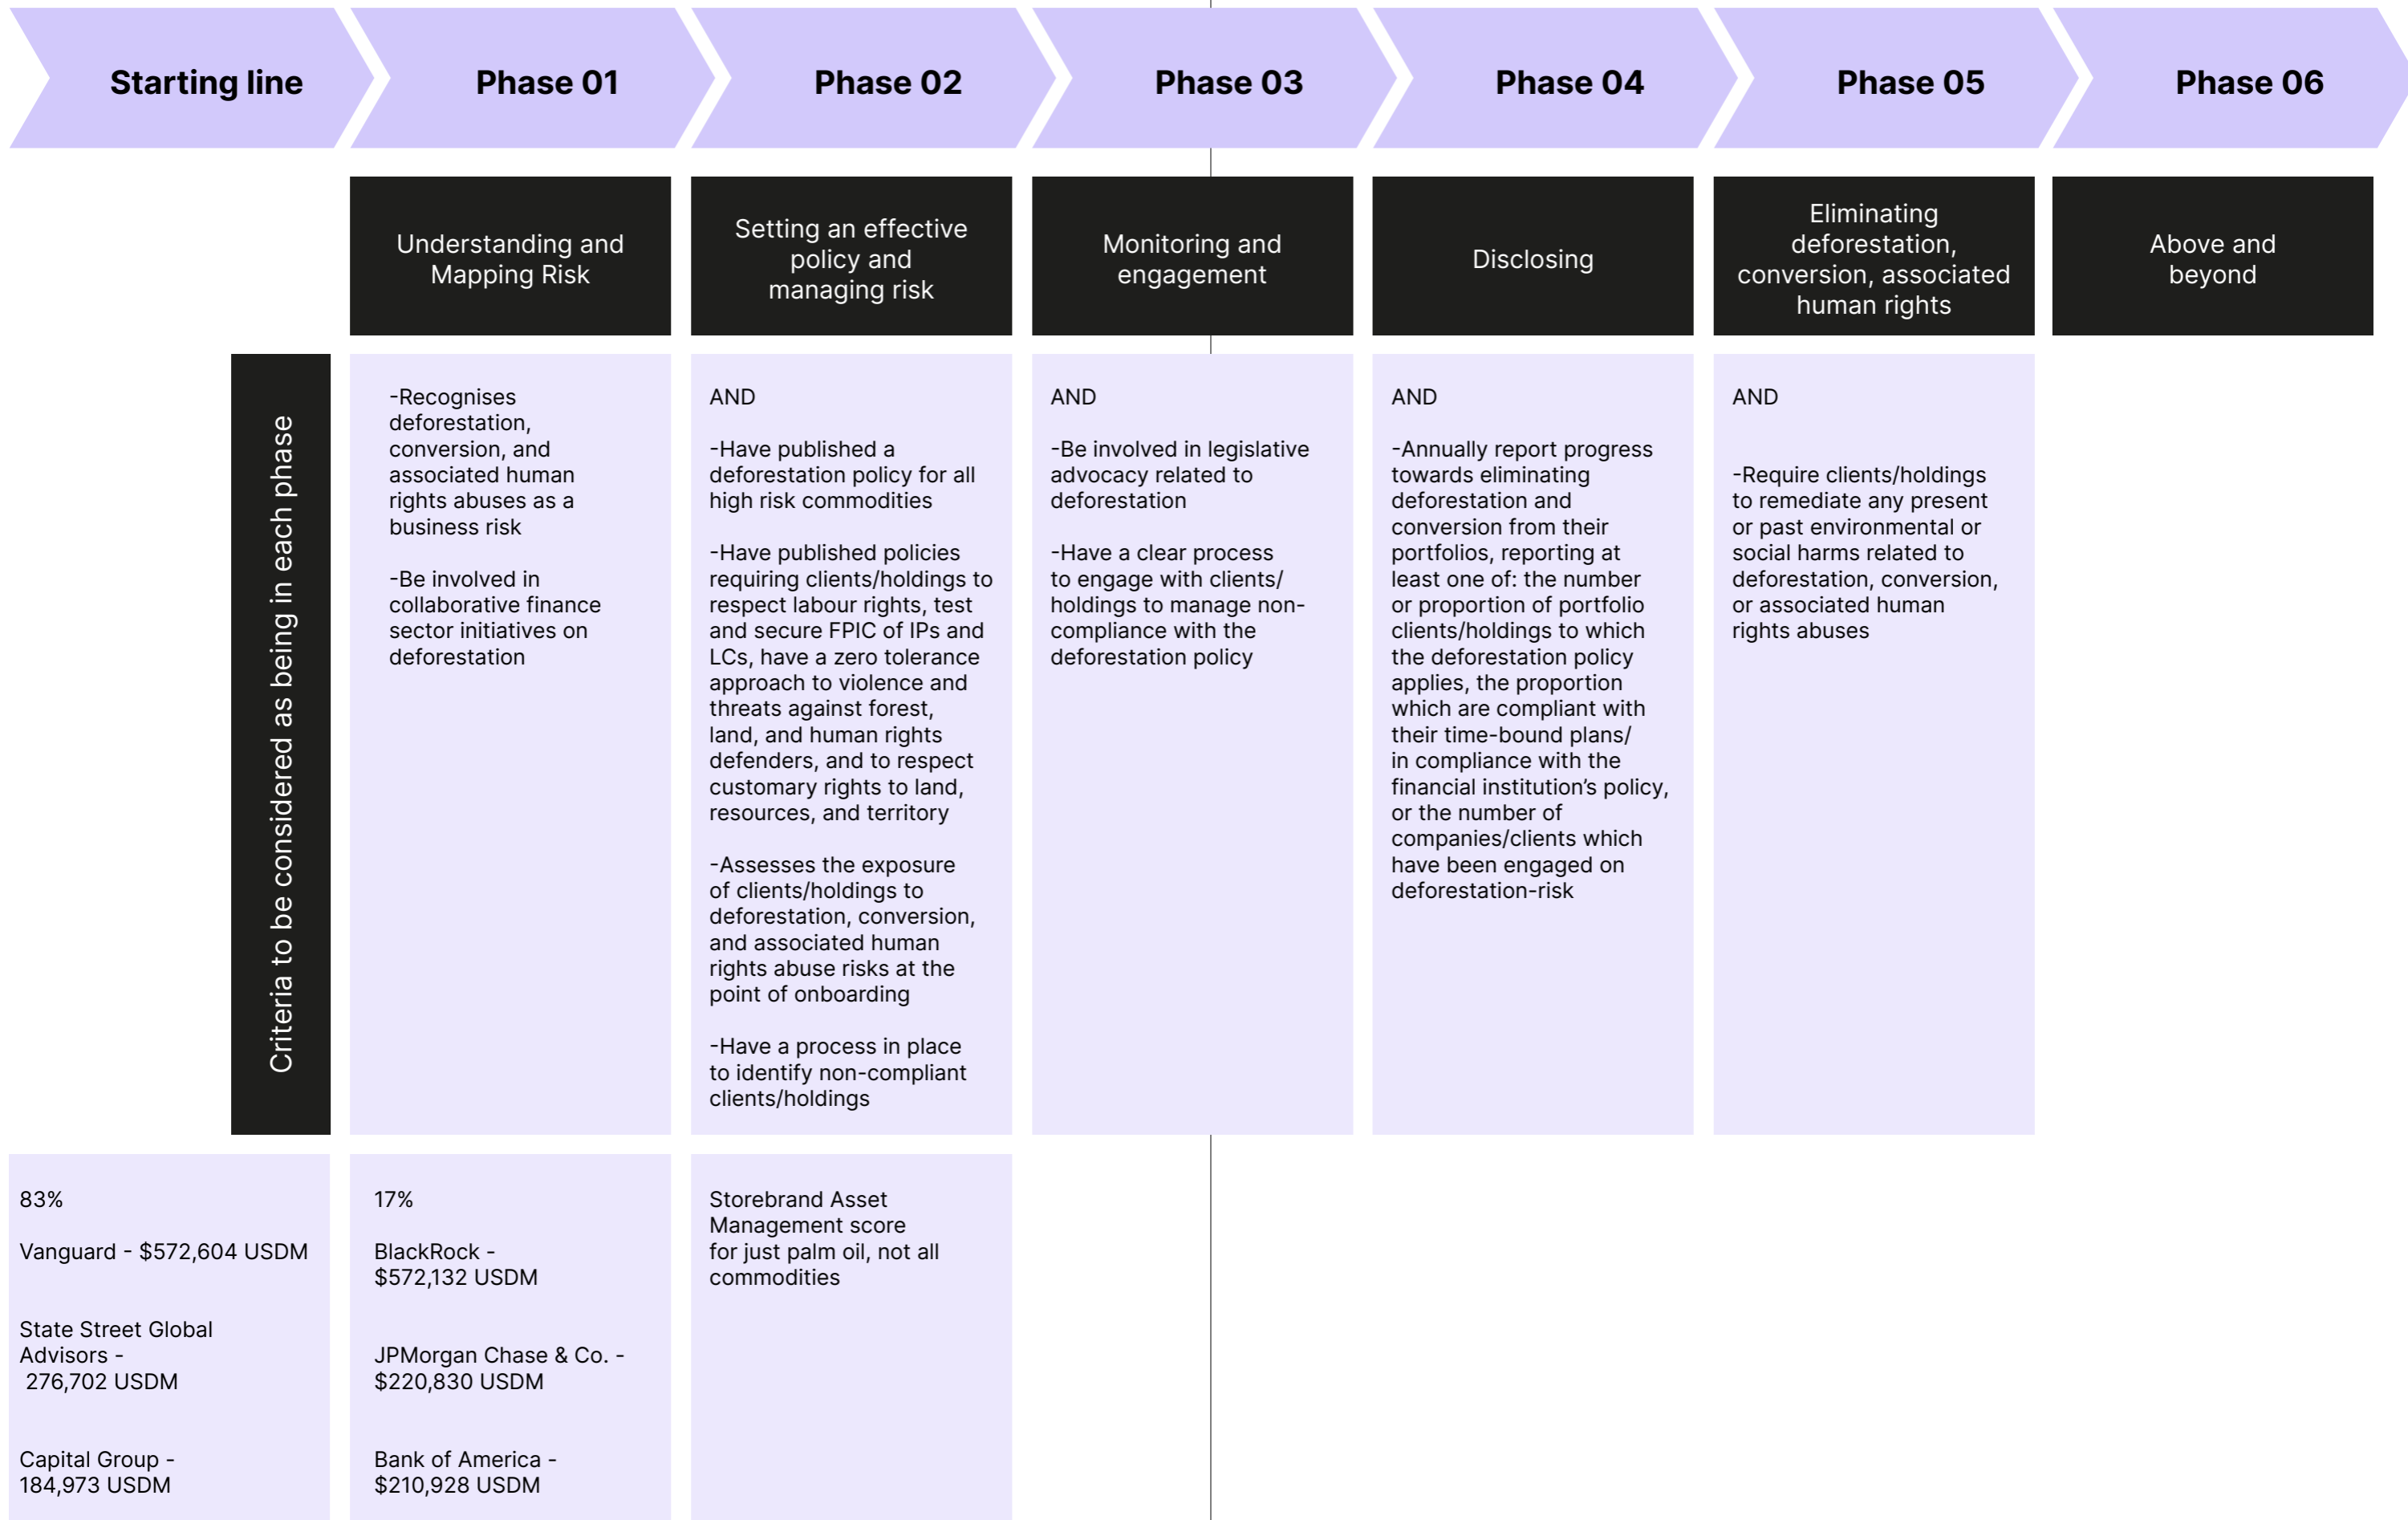 Starting line
Phase 01
Phase 02
Phase 03
Phase 04
Phase 05
Phase 06
Understanding and
Mapping Risk
Setting an effective
policy and
managing risk
Monitoring and
engagement
Disclosing
Eliminating
deforestation,
conversion, associated
human rights
Above and
beyond
Criteria to be considered as being in each phase
-Recognises
deforestation,
conversion, and
associated human
rights abuses as a
business risk
-Be involved in
collaborative finance
sector initiatives on
deforestation
AND
-Have published a
deforestation policy for all
high risk commodities
-Have published policies
requiring clients/holdings to
respect labour rights, test
and secure FPIC of IPs and
LCs, have a zero tolerance
approach to violence and
threats against forest,
land, and human rights
defenders, and to respect
customary rights to land,
resources, and territory
-Assesses the exposure
of clients/holdings to
deforestation, conversion,
and associated human
rights abuse risks at the
point of onboarding
-Have a process in place
to identify non-compliant
clients/holdings
AND
-Be involved in legislative
advocacy related to
deforestation
-Have a clear process
to engage with clients/
holdings to manage non-
compliance with the
deforestation policy
AND
-Annually report progress
towards eliminating
deforestation and
conversion from their
portfolios, reporting at
least one of: the number
or proportion of portfolio
clients/holdings to which
the deforestation policy
applies, the proportion
which are compliant with
their time-bound plans/
in compliance with the
financial institution’s policy,
or the number of
companies/clients which
have been engaged on
deforestation-risk
AND
-Require clients/holdings
to remediate any present
or past environmental or
social harms related to
deforestation, conversion,
or associated human
rights abuses
83%
Vanguard - $572,604 USDM
State Street Global
Advisors -
276,702 USDM
Capital Group -
184,973 USDM
17%
BlackRock -
$572,132 USDM
JPMorgan Chase & Co. -
$220,830 USDM
Bank of America -
$210,928 USDM
Storebrand Asset
Management score
for just palm oil, not all
commodities